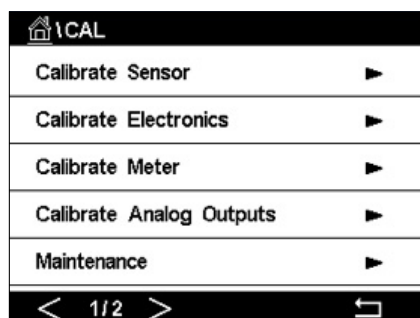 \CAL
Calibrate Sensor
Calibrate Electronics
Calibrate Meter
Calibrate Analog Outputs
Maintenance
< 1/2 >